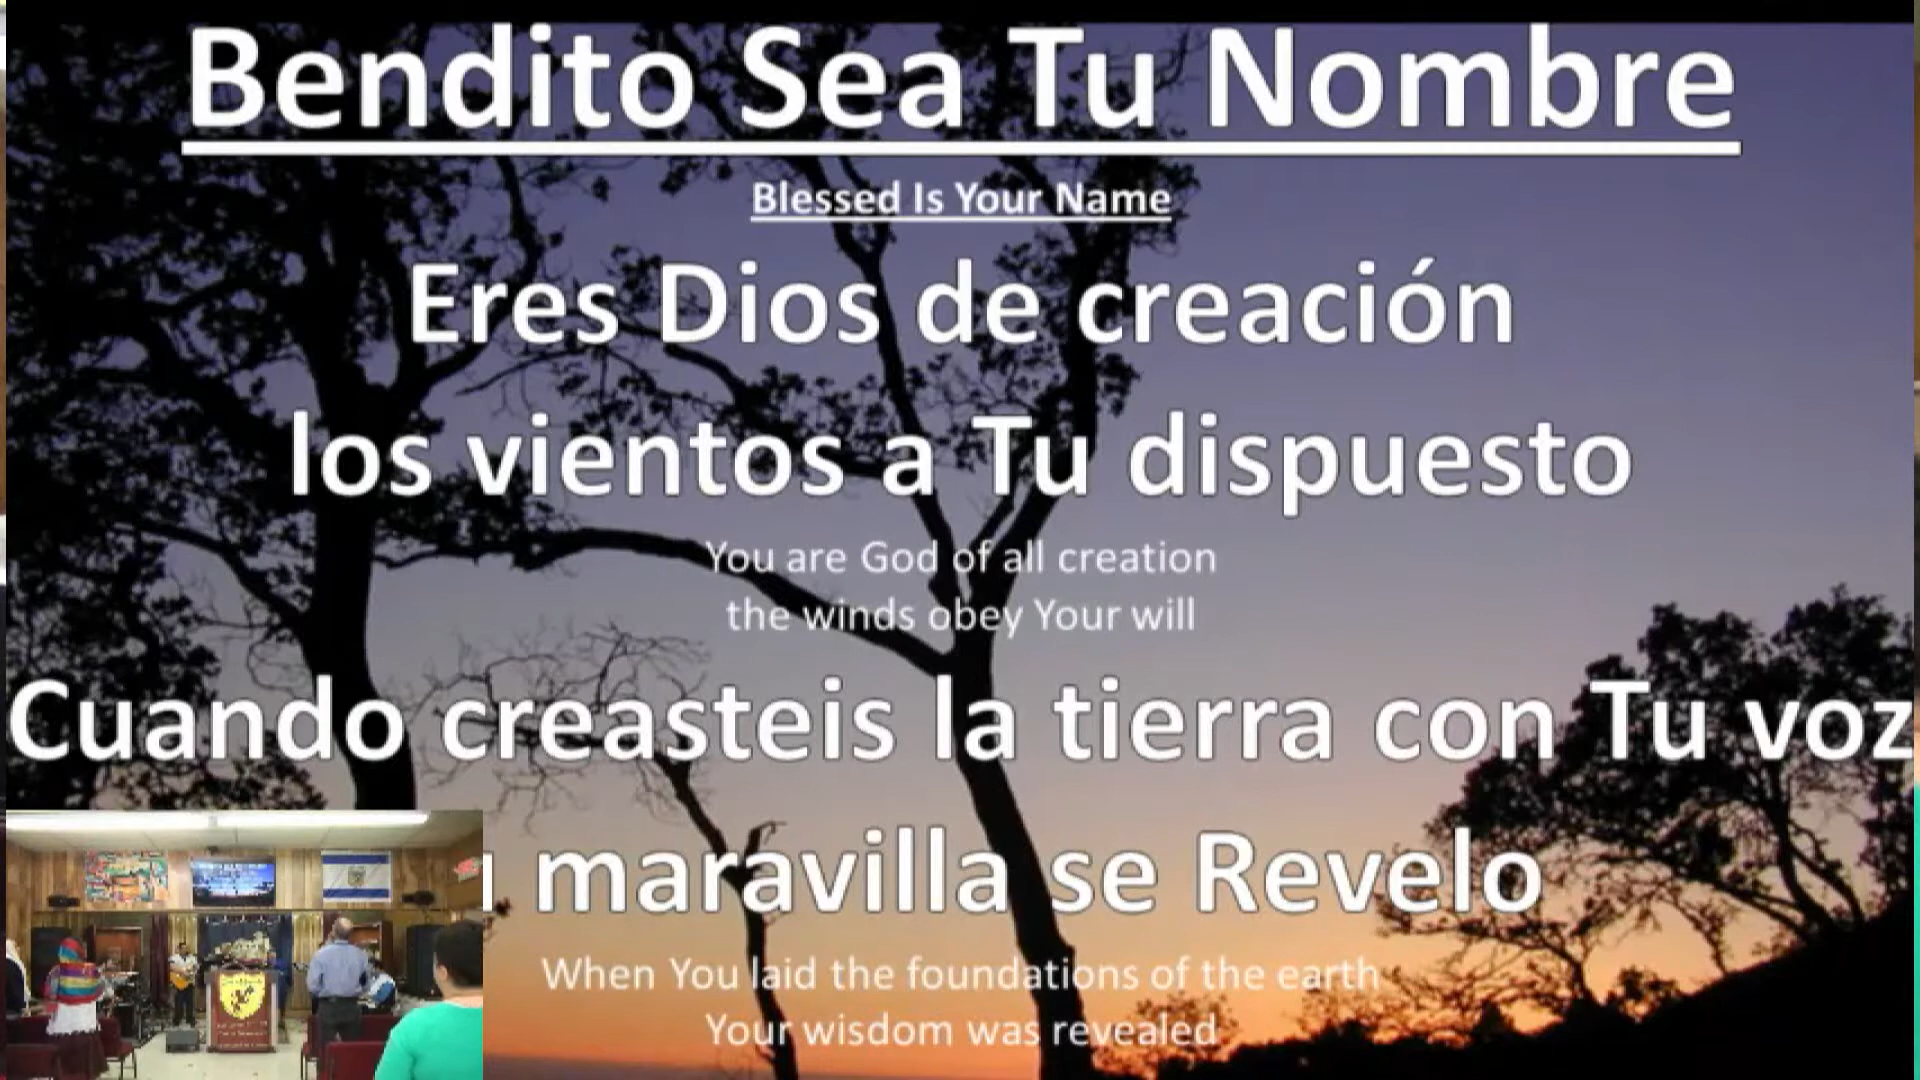 Bendito Sea Tu Nombre
Blessed Is Your Name
Eres Dios de creación
los vientos a Tu dispuesto
You are God of all creation
the winds obey Your will
Cuando creasteis la tierra con Tu voz
maravilla se Revelo
When You laid the foundations of the earth
Your wisdom was revealed